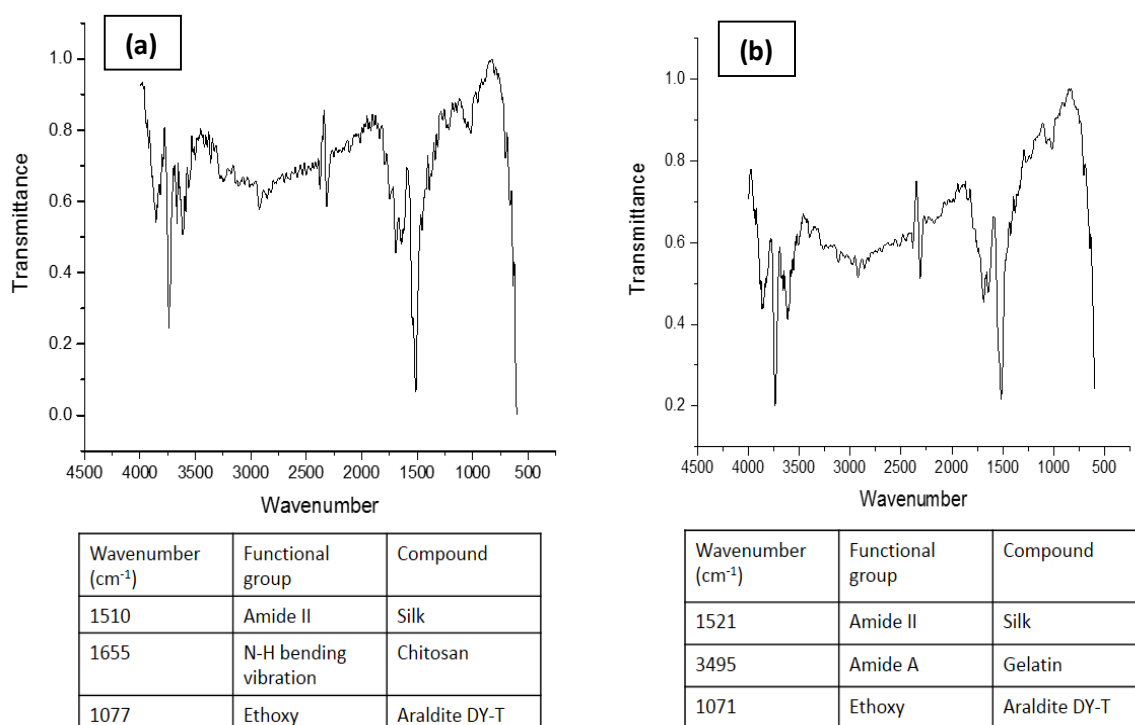 (a)
1.0
0.8
0.6
0.4
0.2
0.0
Transmittance
4500 4000 3500 3000 2500 2000 1500 1000 500
Wavenumber
Wavenumber (cm-1) Functional group Compound
1510 Amide II Silk
1655 N-H bending vibration Chitosan
1077 Ethoxy Araldite DY-T
(b)
1.0
0.8
0.6
0.4
0.2
Transmittance
4500 4000 3500 3000 2500 2000 1500 1000 500
Wavenumber
Wavenumber (cm-1) Functional group Compound
1521 Amide II Silk
3495 Amide A Gelatin
1071 Ethoxy Araldite DY-T